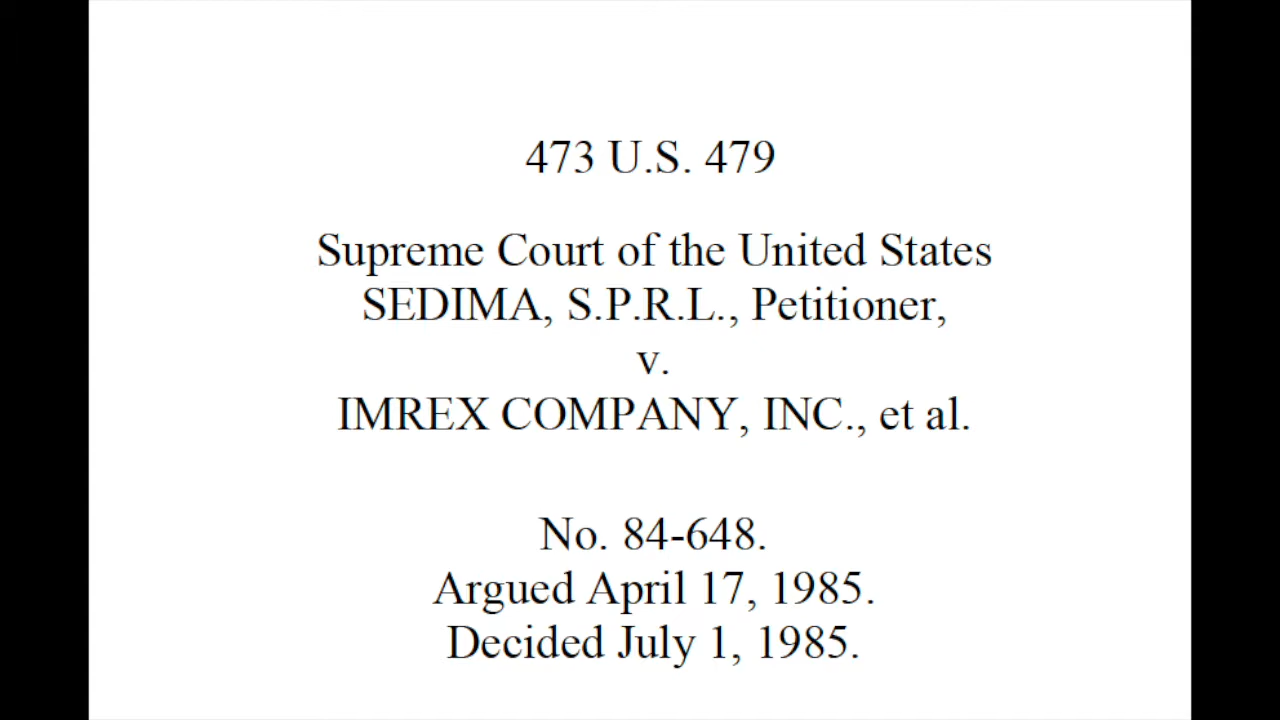 473 U.S. 479
Supreme Court of the United States
SEDIMA, S.P.R.L., Petitioner,
v.
IMREX COMPANY, INC., et al.
No. 84-648.
Argued April 17, 1985.
Decided July 1, 1985.